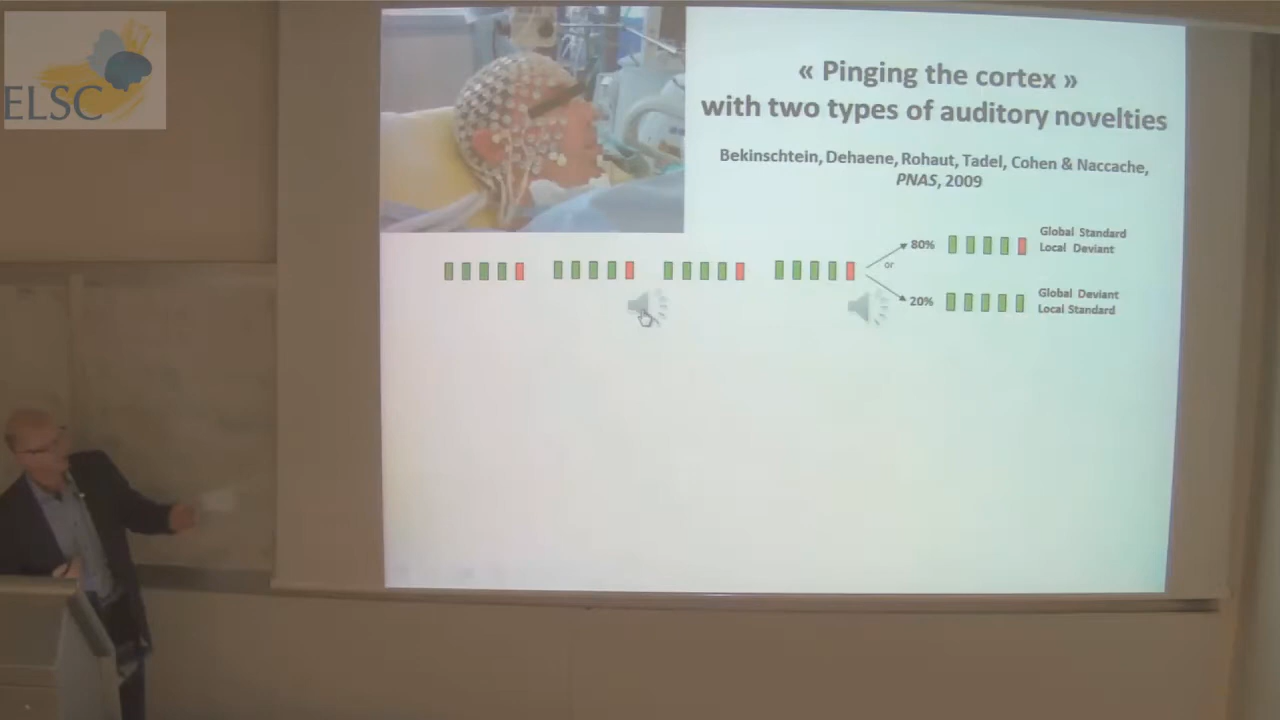 ELSC
« Pinging the cortex »
with two types of auditory novelties
Bekinschtein, Dehaene, Rohaut, Tadel, Cohen & Naccache,
PNAS, 2009
80%
Global Standard
Local Deviant
or
20%
Global Deviant
Local Standard